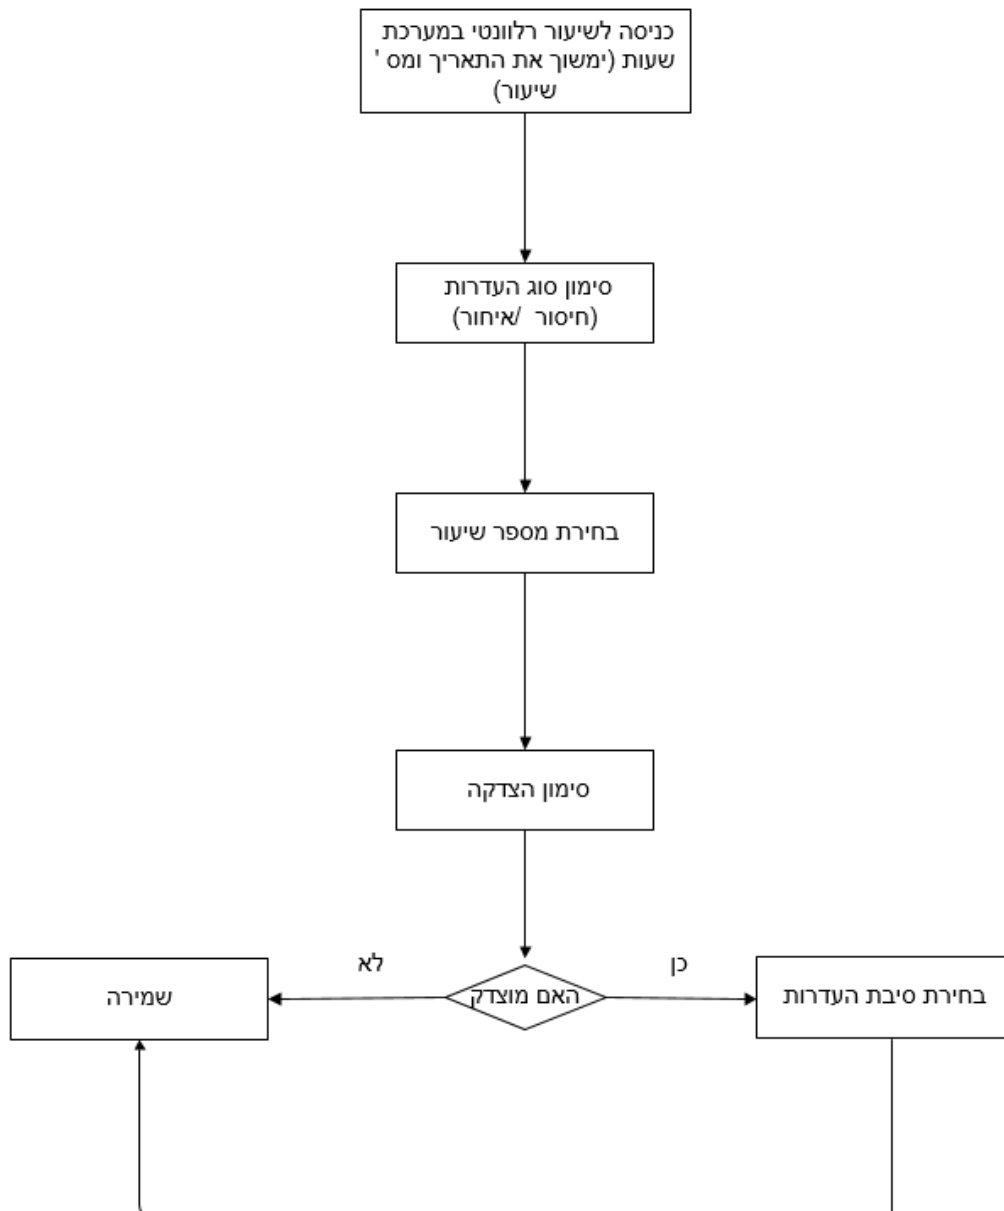 כניסה לשיעור רלוונטי במערכת
שעות (ימשוך את התאריך ומס '
שיעור)
סימון סוג העדרות
(חיסור /איחור)
בחירת מספר שיעור
סימון הצדקה
כן
לא
האם מוצדק
בחירת סיבת העדרות
שמירה